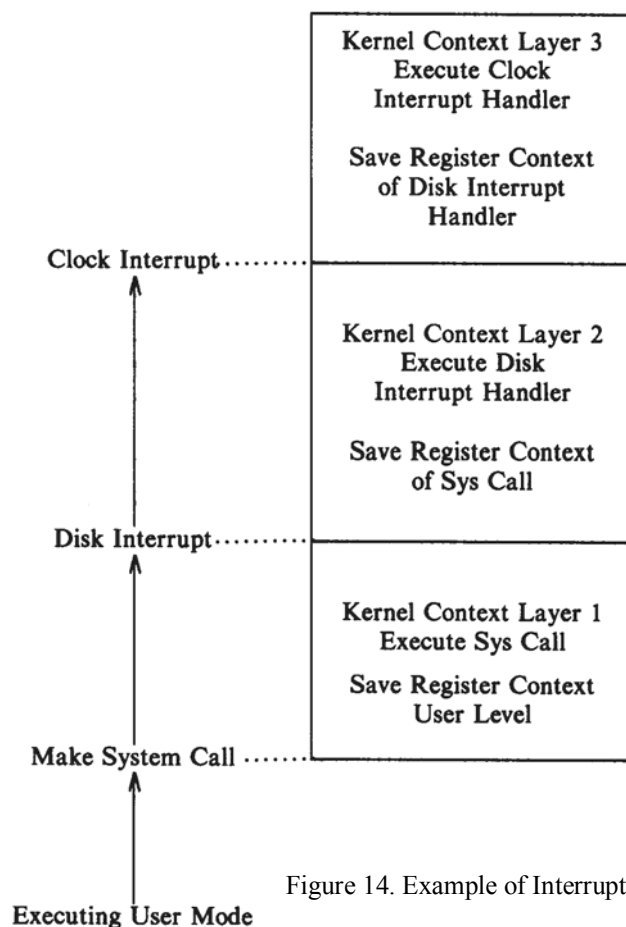 Kernel Context Layer 3
Execute Clock
Interrupt Handler
Save Register Context
of Disk Interrupt
Handler
Clock Interrupt
Kernel Context Layer 2
Execute Disk
Interrupt Handler
Save Register Context
of Sys Call
Disk Interrupt
Kernel Context Layer 1
Execute Sys Call
Save Register Context
User Level
Make System Call
Figure 14. Example of Interrupt
Executing User Mode